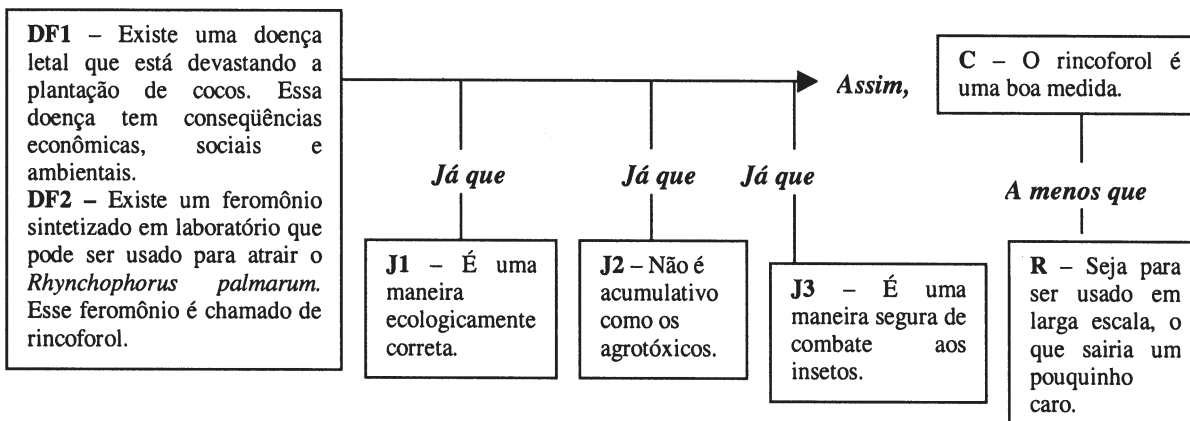 DF1 – Existe uma doença
letal que está devastando a
plantação de cocos. Essa
doença tem conseqüências
econômicas, sociais e
ambientais.
DF2 – Existe um feromônio
sintetizado em laboratório que
pode ser usado para atrair o
Rhynchophorus palmarum.
Esse feromônio é chamado de
rincoforol.
Assim,
C – O rincoforol é
uma boa medida.
Já que
Já que
Já que
A menos que
J1 – É uma
maneira
ecologicamente
correta.
J2 – Não é
acumulativo
como os
agrotóxicos.
J3 – É uma
maneira segura de
combate aos
insetos.
R – Seja para
ser usado em
larga escala, o
que sairia um
pouquinho
caro.